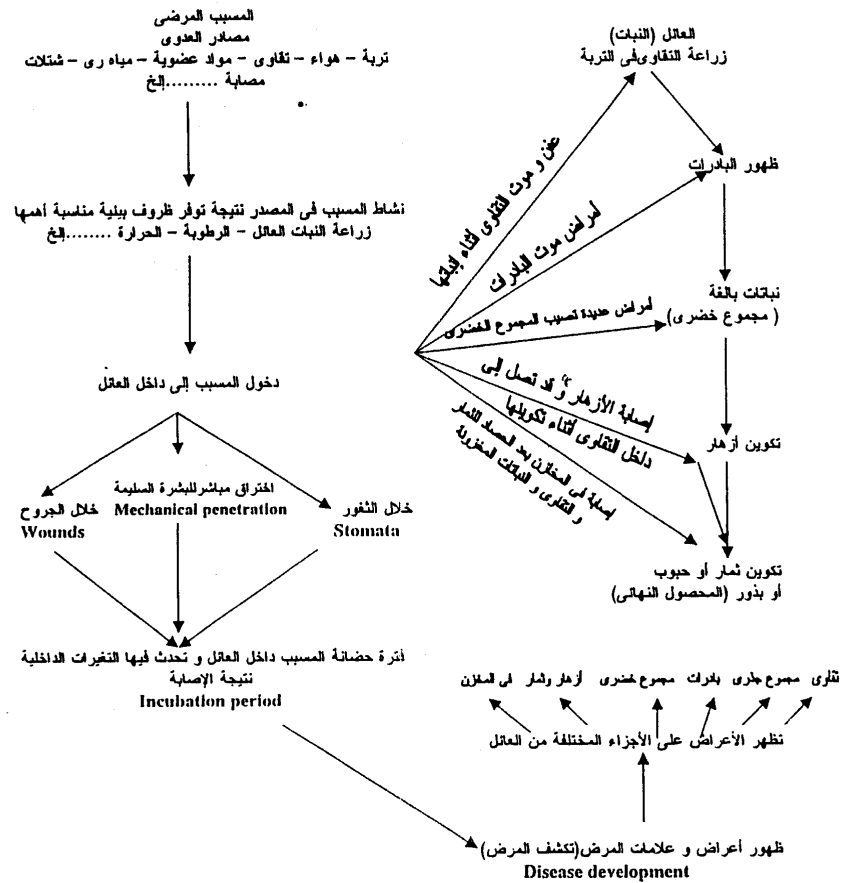 المسبب المرضى
مصادر العدوى
تربة – هواء – تقاوى – مواد عضوية – مياه رى – شتلات
مصابة .........إلخ
نشاط المسبب فى المصدر نتيجة توفر ظروف بيئية مناسبة أهمها
زراعة النبات العائل – الرطوبة – الحرارة ........إلخ
دخول المسبب إلى داخل العائل
خلال الجروح
Wounds
اختراق مباشر للبشرة السليمة
Mechanical penetration
خلال الثغور
Stomata
فترة حضانة المسبب داخل العائل و تحدث فيها التغيرات الداخلية
نتيجة الإصابة
Incubation period
العائل (النبات)
زراعة التقاوى فى التربة
ظهور البادرات
نباتات بالغة
( مجموع خضرى)
تكوين أزهار
تكوين ثمار أو حبوب
أو بذور (المحصول النهائى)
عفن و موت التقاوى أثناء إنباتها
أمراض موت البادرات
أمراض عديدة تصيب المجموع الخضرى
إصابة الأزهار و قد تصل إلى
داخل التقاوى أثناء تكوينها
إصابة فى المخازن بعد الحصاد للثمار
و التقاوى و النباتات المخزونة
تقاوى مجموع جذرى بادرات مجموع خضرى أزهار وثمار فى المخازن
تظهر الأعراض على الأجزاء المختلفة من العائل
ظهور أعراض و علامات المرض(تكشف المرض)
Disease development